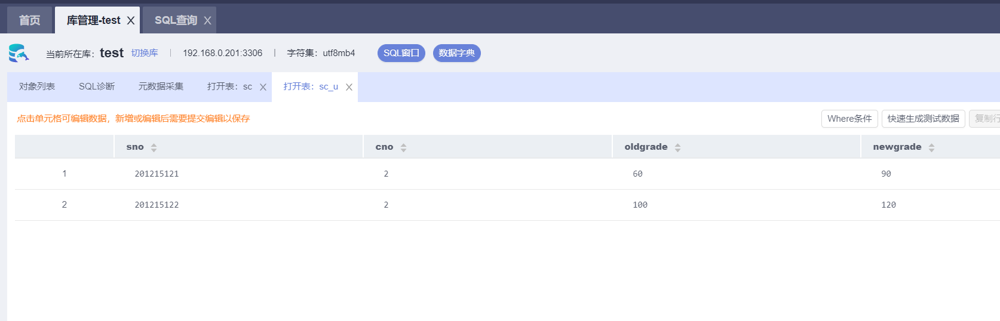 首页 库管理-test X SQL查询 X
当前所在库：test 切换库 | 192.168.0.201:3306 | 字符集：utf8mb4 SQL窗口 数据字典
对象列表 SQL诊断 元数据采集 打开表：sc X 打开表：sc_u X
点击单元格可编辑数据，新增或编辑后需要提交编辑以保存 Where条件 快速生成测试数据 复制行
sno cno oldgrade newgrade
1 201215121 2 60 90
2 201215122 2 100 120